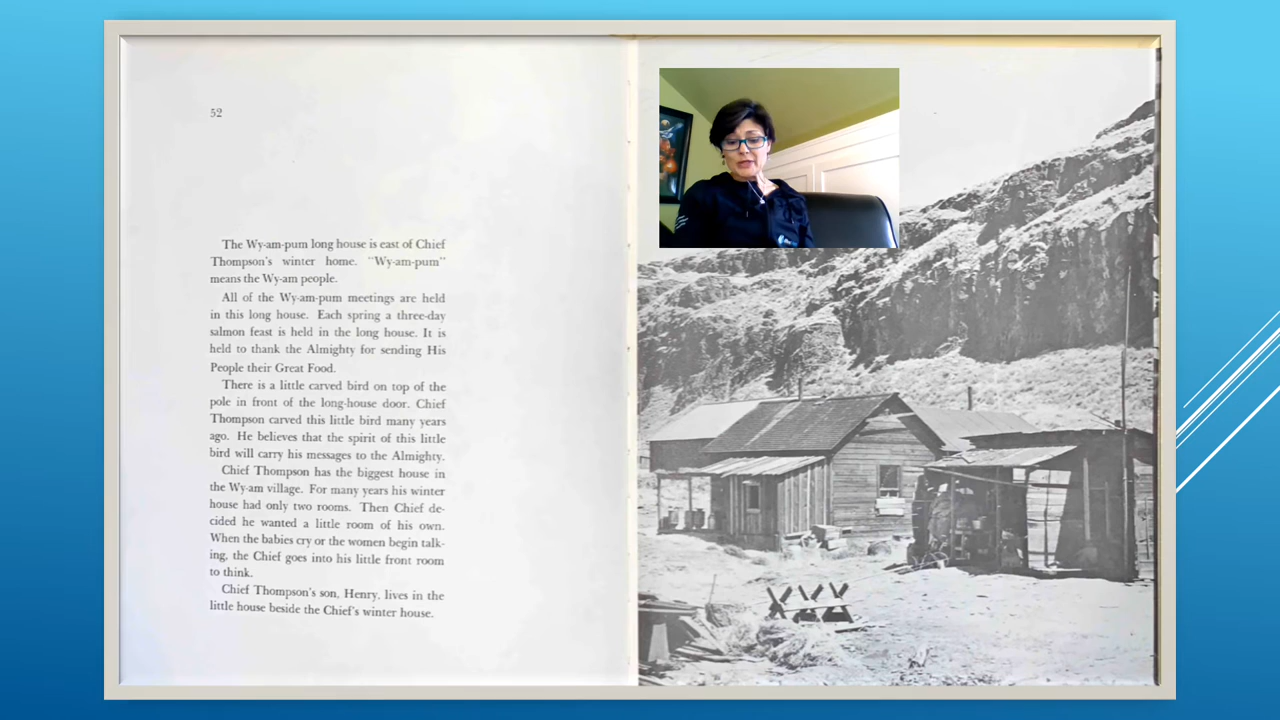 52
The Wy-am-pum long house is east of Chief
Thompson's winter home. "Wy-am-pum"
means the Wy-am people.
All of the Wy-am-pum meetings are held
in this long house. Each spring a three-day
salmon feast is held in the long house. It is
held to thank the Almighty for sending His
People their Great Food.
There is a little carved bird on top of the
pole in front of the long-house door. Chief
Thompson carved this little bird many years
ago. He believes that the spirit of this little
bird will carry his messages to the Almighty.
Chief Thompson has the biggest house in
the Wy-am village. For many years his winter
house had only two rooms. Then Chief de-
cided he wanted a little room of his own.
When the babies cry or the women begin talk-
ing, the Chief goes into his little front room
to think.
Chief Thompson's son, Henry, lives in the
little house beside the Chief's winter house.